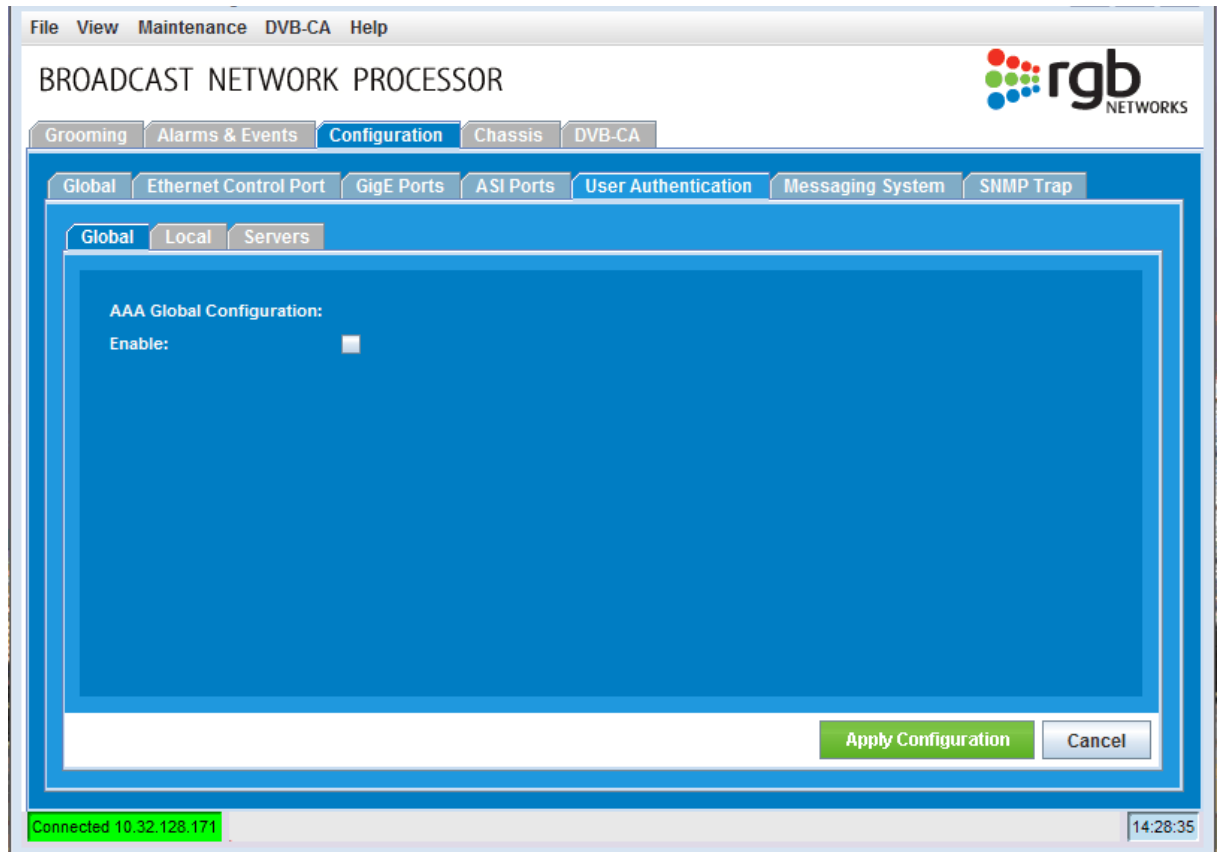 File View Maintenance DVB-CA Help
BROADCAST NETWORK PROCESSOR
rgb
NETWORKS
Grooming Alarms & Events Configuration Chassis DVB-CA
Global Ethernet Control Port GigE Ports ASI Ports User Authentication Messaging System SNMP Trap
Global Local Servers
AAA Global Configuration:
Enable:
Apply Configuration Cancel
Connected 10.32.128.171 14:28:35